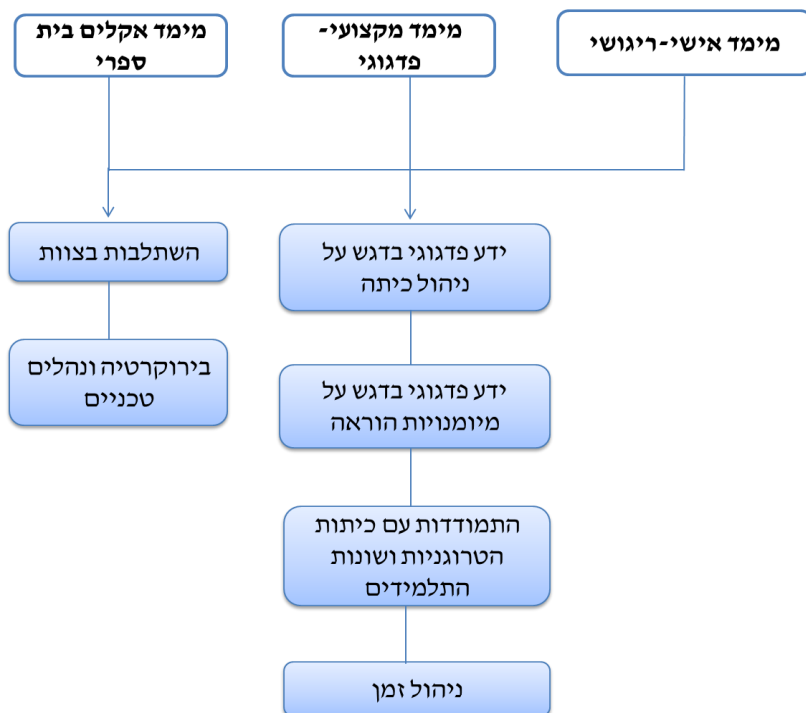 מימד אישי-ריגושי
מימד מקצועי-
פדגוגי
מימד אקלים בית
ספרי
ידע פדגוגי בדגש על
ניהול כיתה
ידע פדגוגי בדגש על
מיומנויות הוראה
התמודדות עם כיתות
הטרוגניות ושונות
התלמידים
ניהול זמן
השתלבות בצוות
בירוקרטיה ונהלים
טכניים